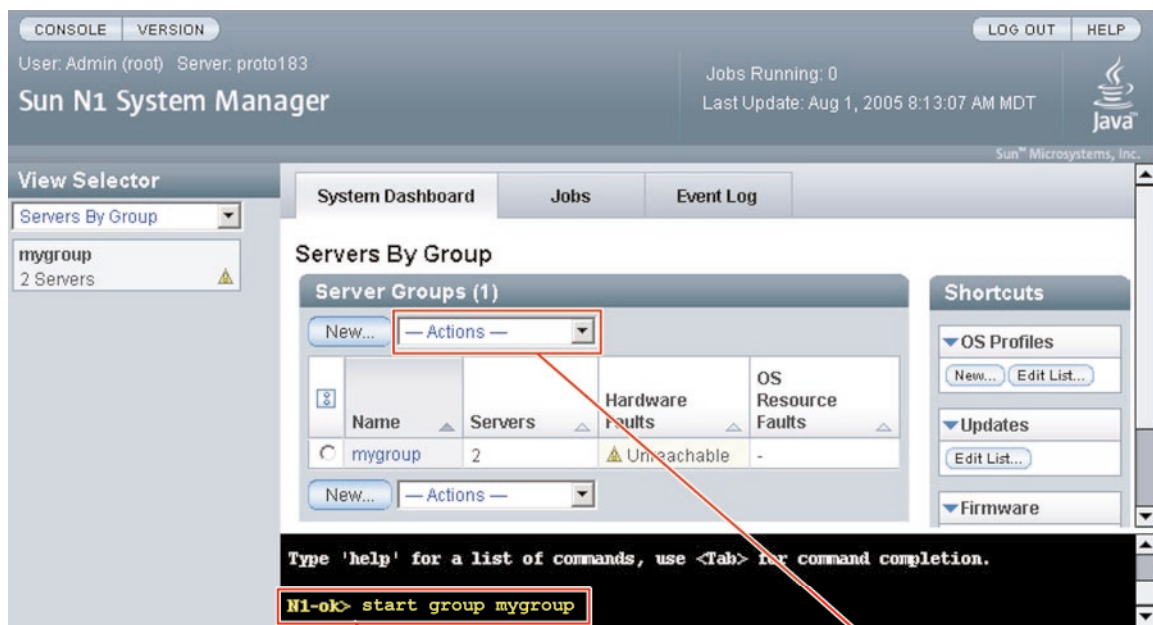 CONSOLE VERSION LOG OUT HELP
User: Admin (root) Server: proto183
Jobs Running: 0
Sun N1 System Manager
Last Update: Aug 1, 2005 8:13:07 AM MDT
Java™
Sun™ Microsystems, Inc.
View Selector
Servers By Group
mygroup
2 Servers
System Dashboard Jobs Event Log
Servers By Group
Server Groups (1)
New... — Actions —
Name Servers Hardware Faults OS Resource Faults
mygroup 2 Unreachable -
New... — Actions —
Shortcuts
OS Profiles
New... Edit List...
Updates
Edit List...
Firmware
Type 'help' for a list of commands, use <Tab> for command completion.
N1-ok> start group mygroup